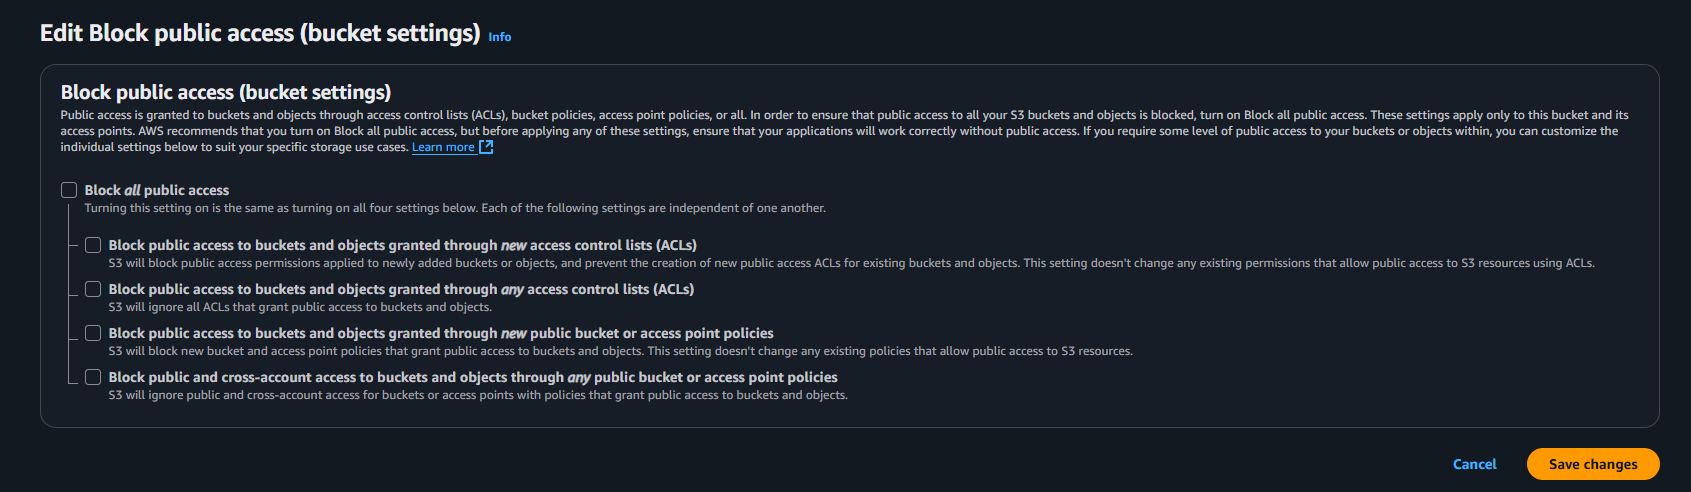 Edit Block public access (bucket settings) Info
Block public access (bucket settings)
Public access is granted to buckets and objects through access control lists (ACLs), bucket policies, access point policies, or all. In order to ensure that public access to all your S3 buckets and objects is blocked, turn on Block all public access. These settings apply only to this bucket and its
access points. AWS recommends that you turn on Block all public access, but before applying any of these settings, ensure that your applications will work correctly without public access. If you require some level of public access to your buckets or objects within, you can customize the
individual settings below to suit your specific storage use cases. Learn more
Block all public access
Turning this setting on is the same as turning on all four settings below. Each of the following settings are independent of one another.
Block public access to buckets and objects granted through new access control lists (ACLs)
S3 will block public access permissions applied to newly added buckets or objects, and prevent the creation of new public access ACLs for existing buckets and objects. This setting doesn't change any existing permissions that allow public access to S3 resources using ACLs.
Block public access to buckets and objects granted through any access control lists (ACLs)
S3 will ignore all ACLs that grant public access to buckets and objects.
Block public access to buckets and objects granted through new public bucket or access point policies
S3 will block new bucket and access point policies that grant public access to buckets and objects. This setting doesn't change any existing policies that allow public access to S3 resources.
Block public and cross-account access to buckets and objects through any public bucket or access point policies
S3 will ignore public and cross-account access for buckets or access points with policies that grant public access to buckets and objects.
Cancel Save changes